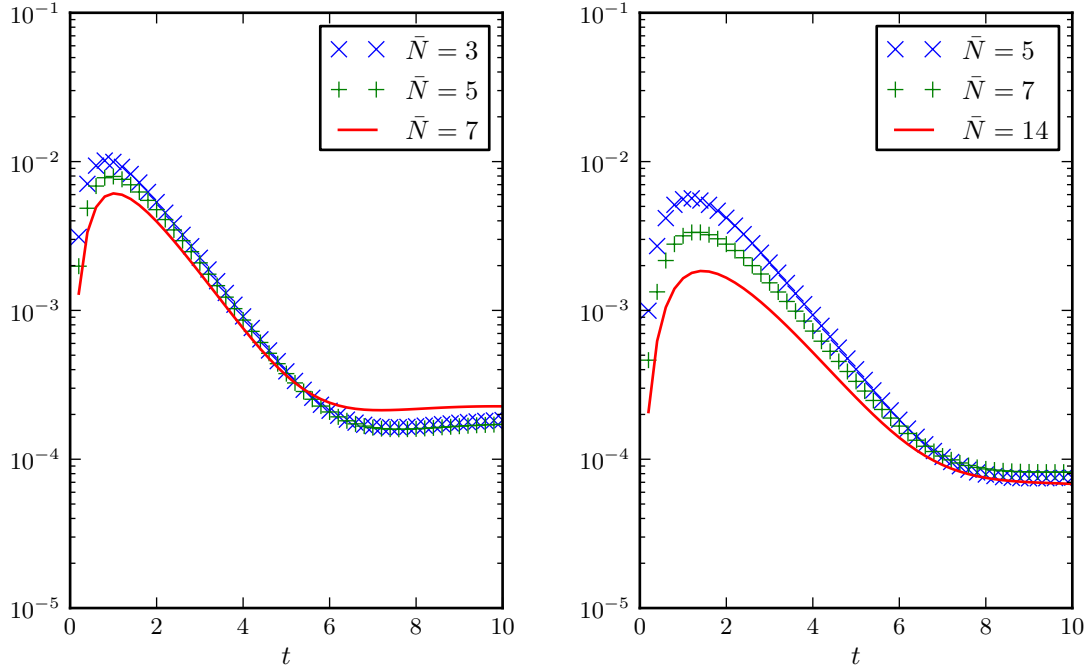 10⁻¹
10⁻²
10⁻³
10⁻⁴
10⁻⁵
0 2 4 6 8 10
t
N̄ = 3
N̄ = 5
N̄ = 7
10⁻¹
10⁻²
10⁻³
10⁻⁴
10⁻⁵
0 2 4 6 8 10
t
N̄ = 5
N̄ = 7
N̄ = 14